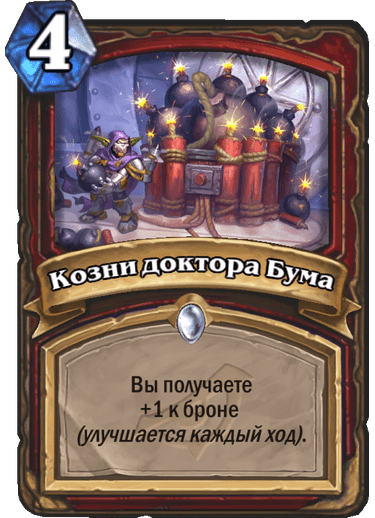 4
Козни доктора Бума
Вы получаете
+1 к броне
(улучшается каждый ход).